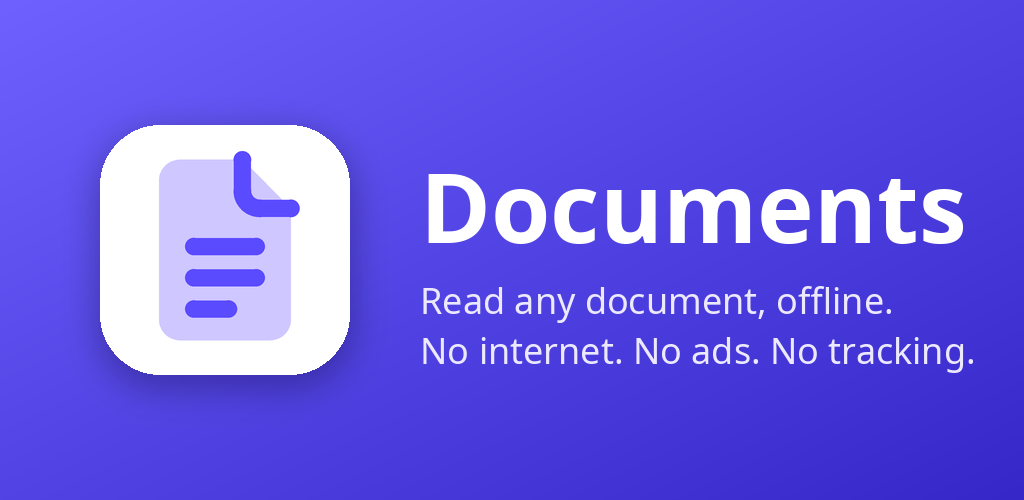 Documents
Read any document, offline.
No internet. No ads. No tracking.